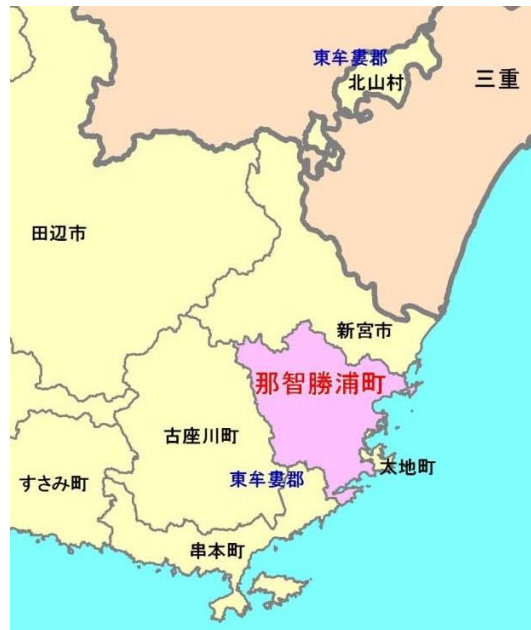 東牟婁郡
北山村
三重
田辺市
新宮市
那智勝浦町
古座川町
太地町
東牟婁郡
すさみ町
串本町